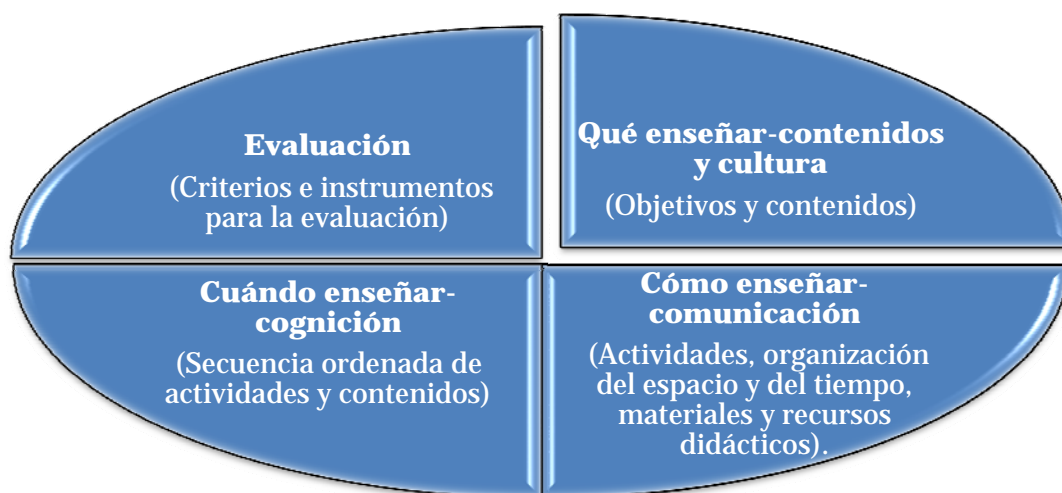 Evaluación
(Criterios e instrumentos
para la evaluación)
Qué enseñar-contenidos
y cultura
(Objetivos y contenidos)
Cuándo enseñar-
cognición
(Secuencia ordenada de
actividades y contenidos)
Cómo enseñar-
comunicación
(Actividades, organización
del espacio y del tiempo,
materiales y recursos
didácticos).